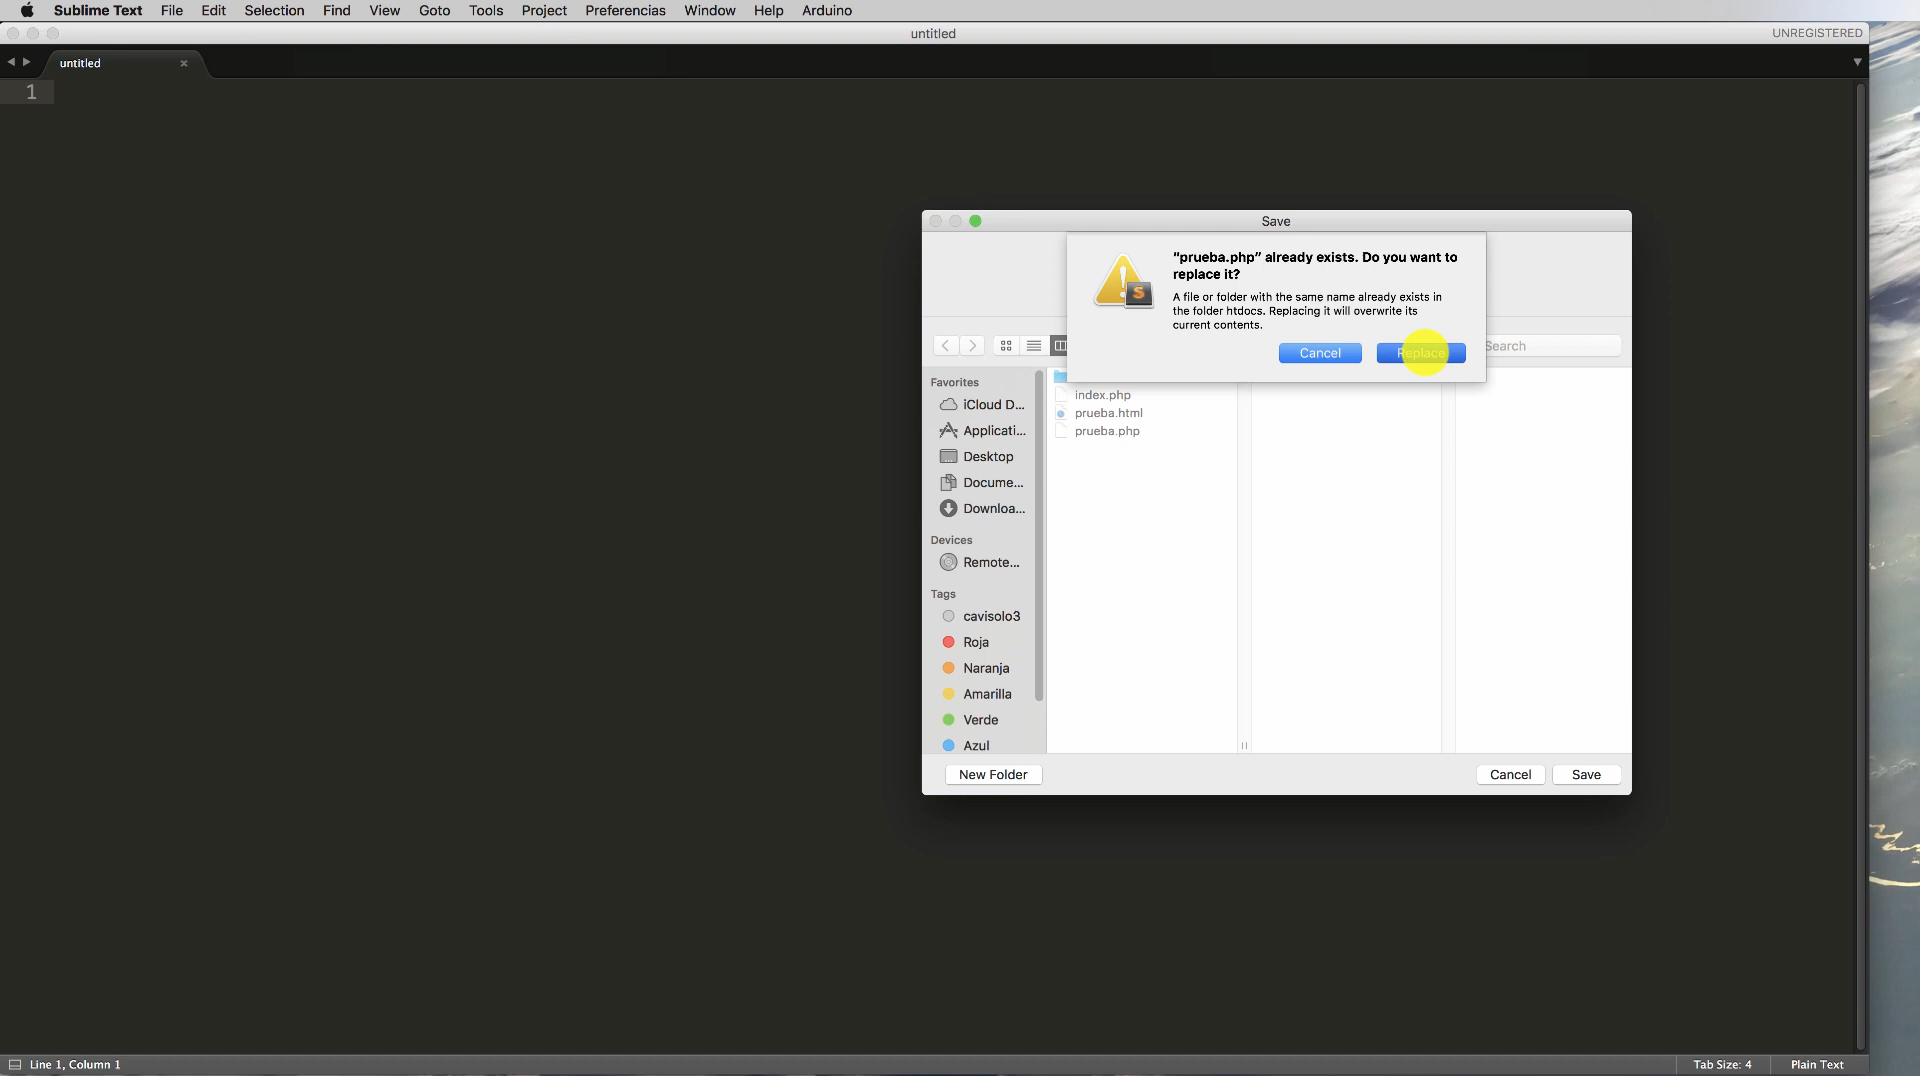 Sublime Text File Edit Selection Find View Goto Tools Project Preferencias Window Help Arduino
untitled
UNREGISTERED
untitled
1
Save
“prueba.php” already exists. Do you want to
replace it?
A file or folder with the same name already exists in
the folder htdocs. Replacing it will overwrite its
current contents.
Cancel
Replace
Search
Favorites
iCloud D...
Applicati...
Desktop
Docume...
Downloa...
Devices
Remote...
Tags
cavisolo3
Roja
Naranja
Amarilla
Verde
Azul
index.php
prueba.html
prueba.php
New Folder
Cancel
Save
Line 1, Column 1
Tab Size: 4
Plain Text